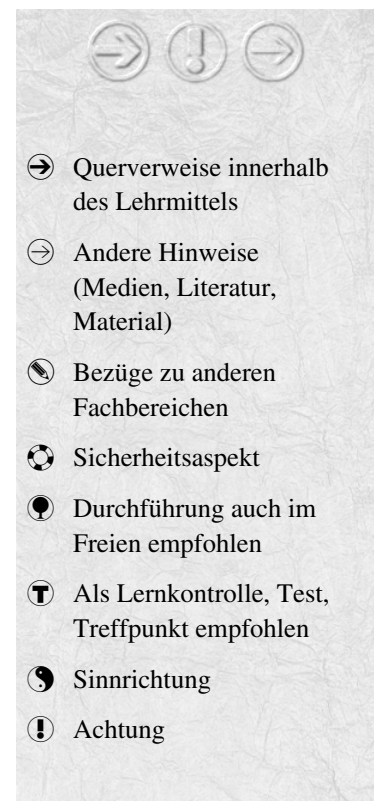 Querverweise innerhalb
des Lehrmittels
Andere Hinweise
(Medien, Literatur,
Material)
Bezüge zu anderen
Fachbereichen
Sicherheitsaspekt
Durchführung auch im
Freien empfohlen
T Als Lernkontrolle, Test,
Treffpunkt empfohlen
Sinnrichtung
! Achtung